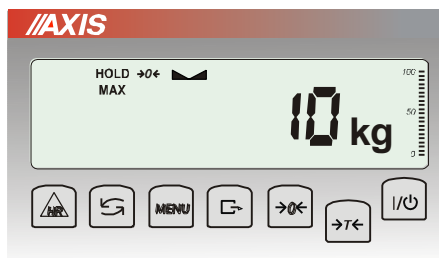 //AXIS
HOLD →0←
MAX
100
50
0
10 kg
HR
MENU
→0←
→T←
I/⏻